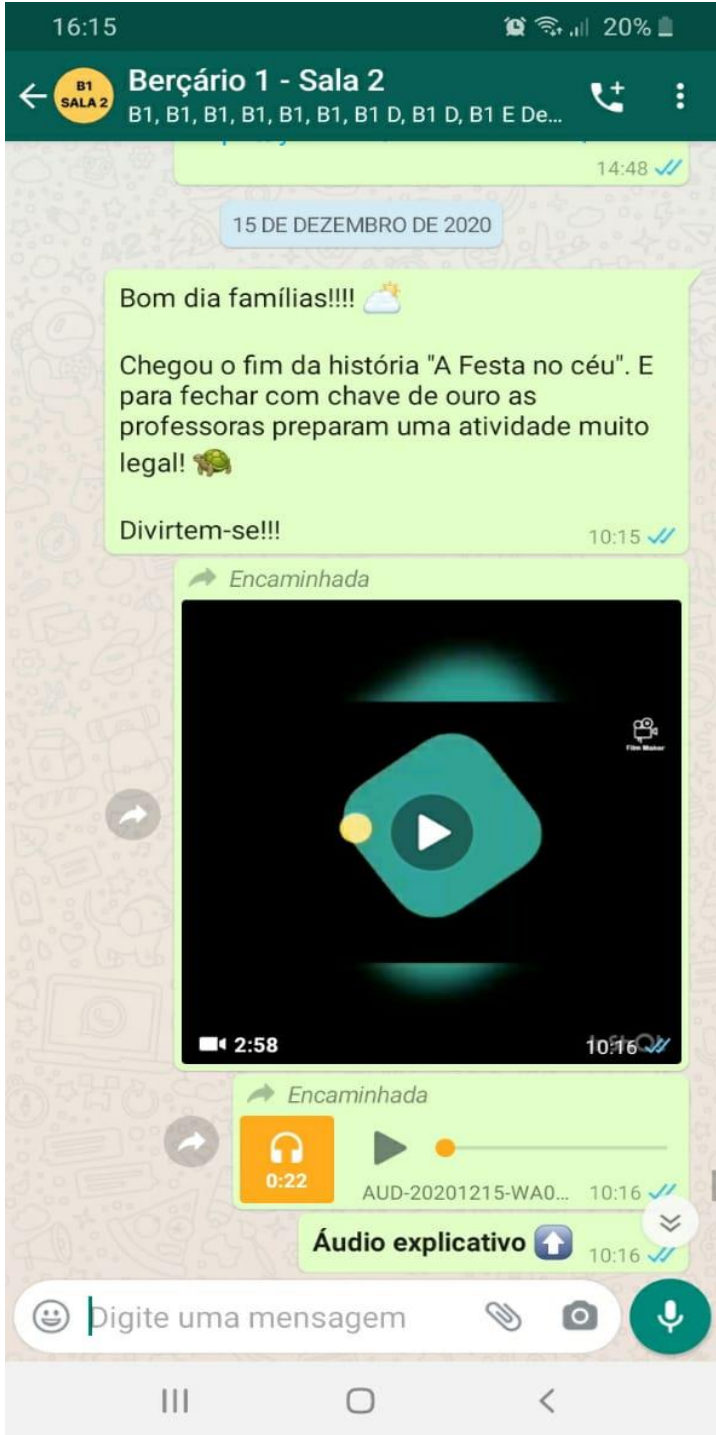 16:15
20%
B1
SALA 2
Berçário 1 - Sala 2
B1, B1, B1, B1, B1, B1, B1 D, B1 D, B1 E De...
14:48
15 DE DEZEMBRO DE 2020
Bom dia famílias!!!!
Chegou o fim da história "A Festa no céu". E
para fechar com chave de ouro as
professoras preparam uma atividade muito
legal!
Divirtem-se!!!
10:15
Encaminhada
Film Maker
2:58
10:16
Encaminhada
0:22
AUD-20201215-WA0...
10:16
Áudio explicativo
10:16
Digite uma mensagem